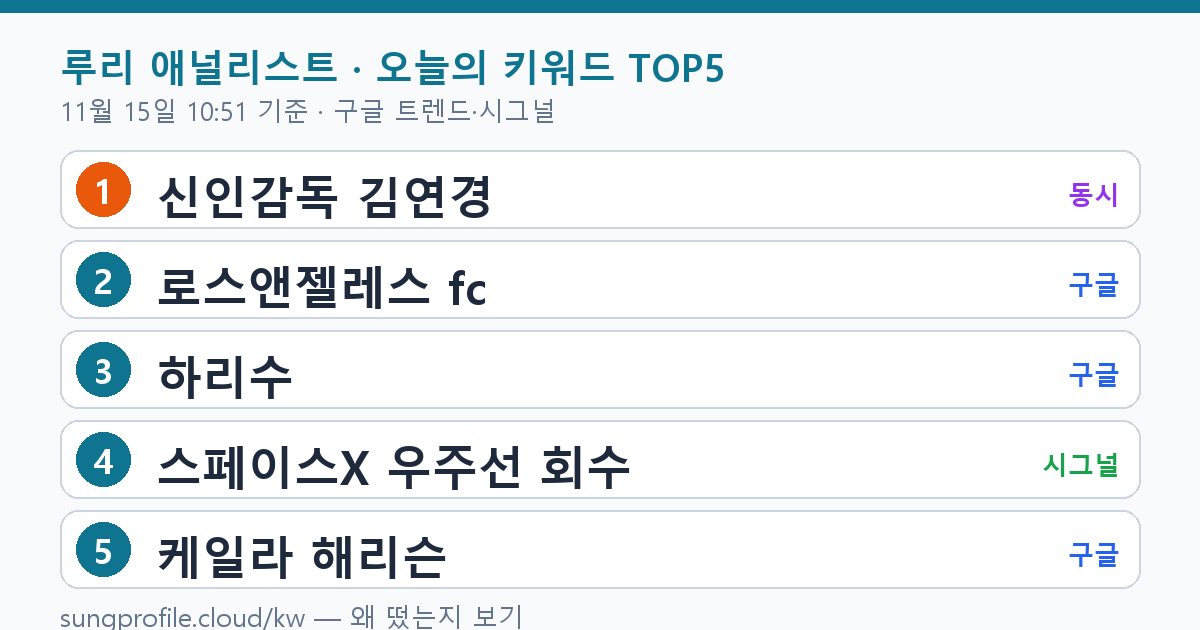 루리 애널리스트 · 오늘의 키워드 TOP5
11월 15일 10:51 기준 · 구글 트렌드·시그널
1 신인감독 김연경 동시
2 로스앤젤레스 fc 구글
3 하리수 구글
4 스페이스X 우주선 회수 시그널
5 케일라 해리슨 구글
sungprofile.cloud/kw — 왜 떴는지 보기